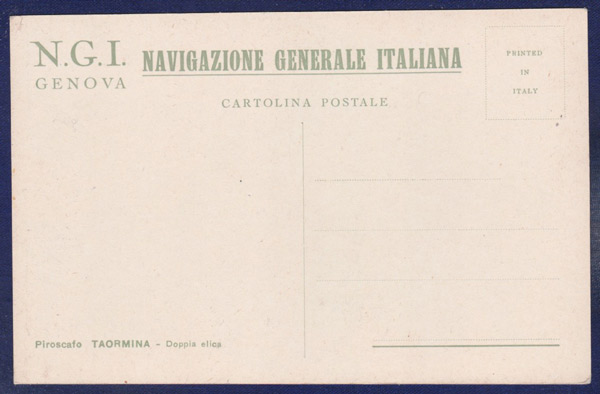 N.G.I.
GENOVA
NAVIGAZIONE GENERALE ITALIANA
CARTOLINA POSTALE
PRINTED
IN
ITALY
Piroscafo TAORMINA - Doppia elica